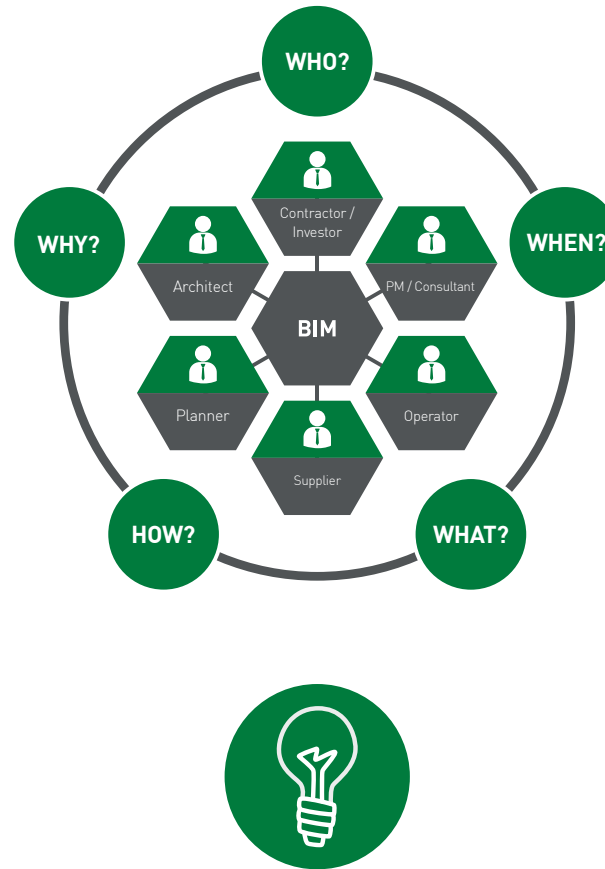 WHO?
Contractor /
Investor
WHY?
WHEN?
Architect
PM / Consultant
BIM
Planner
Operator
Supplier
HOW?
WHAT?